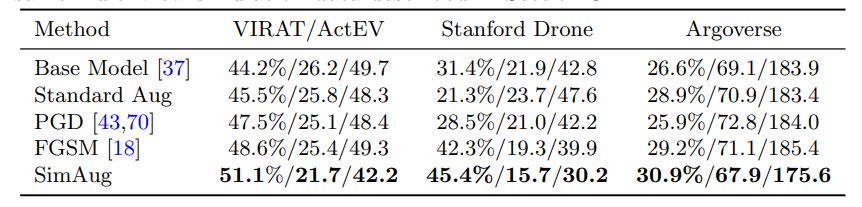 Method VIRAT/ActEV Stanford Drone Argoverse
Base Model [37] 44.2%/26.2/49.7 31.4%/21.9/42.8 26.6%/69.1/183.9
Standard Aug 45.5%/25.8/48.3 21.3%/23.7/47.6 28.9%/70.9/183.4
PGD [43,70] 47.5%/25.1/48.4 28.5%/21.0/42.2 25.9%/72.8/184.0
FGSM [18] 48.6%/25.4/49.3 42.3%/19.3/39.9 29.2%/71.1/185.4
SimAug 51.1%/21.7/42.2 45.4%/15.7/30.2 30.9%/67.9/175.6